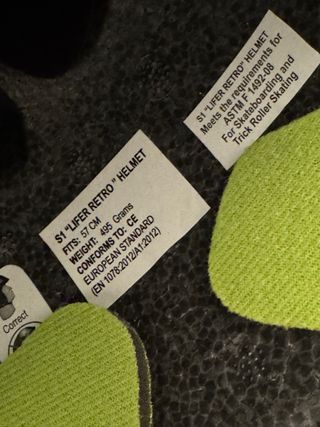 S1 "LIFER RETRO" HELMET
Meets the requirements for
ASTM F 1492-08
For Skateboarding and
Trick Roller Skating
S1 "LIFER RETRO" HELMET
FITS: 57 CM
WEIGHT: 495 Grams
CONFORMS TO: CE
EUROPEAN STANDARD
(EN 1078:2012/A1:2012)
Correct